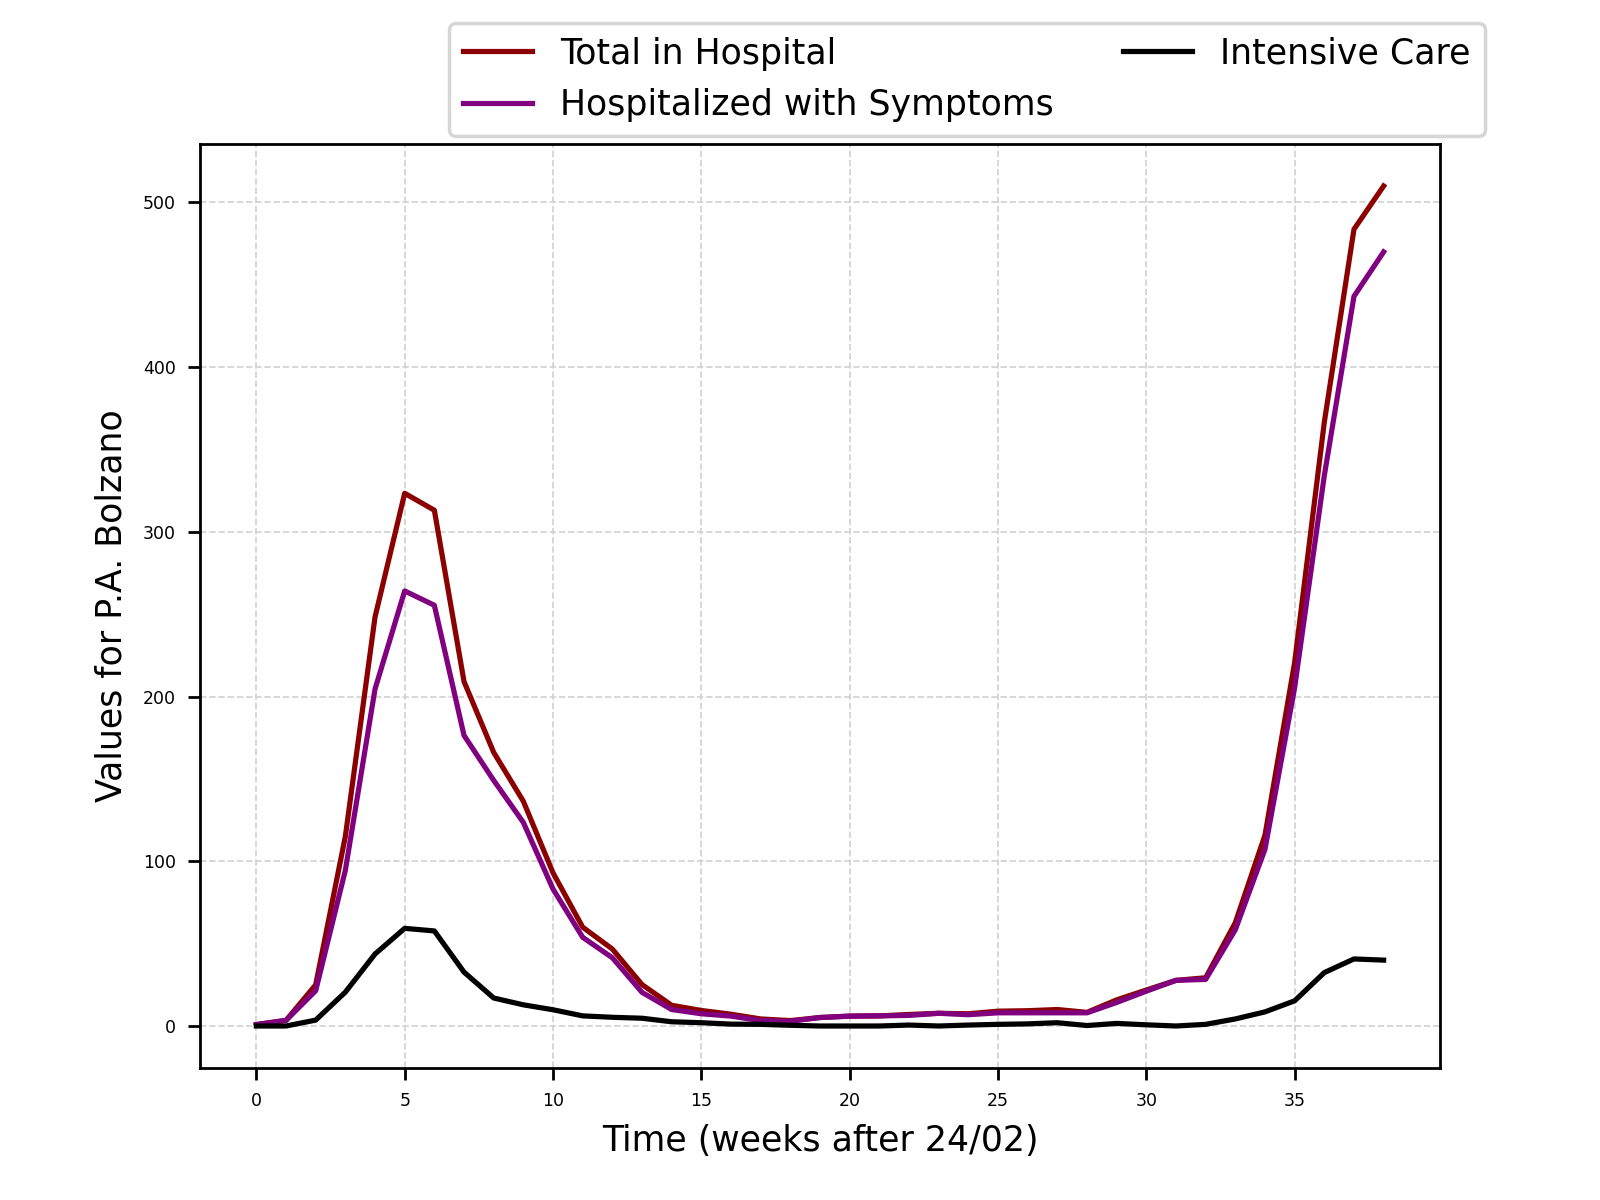 Total in Hospital
Hospitalized with Symptoms
Intensive Care
500
400
300
200
100
0
Values for P.A. Bolzano
0 5 10 15 20 25 30 35
Time (weeks after 24/02)